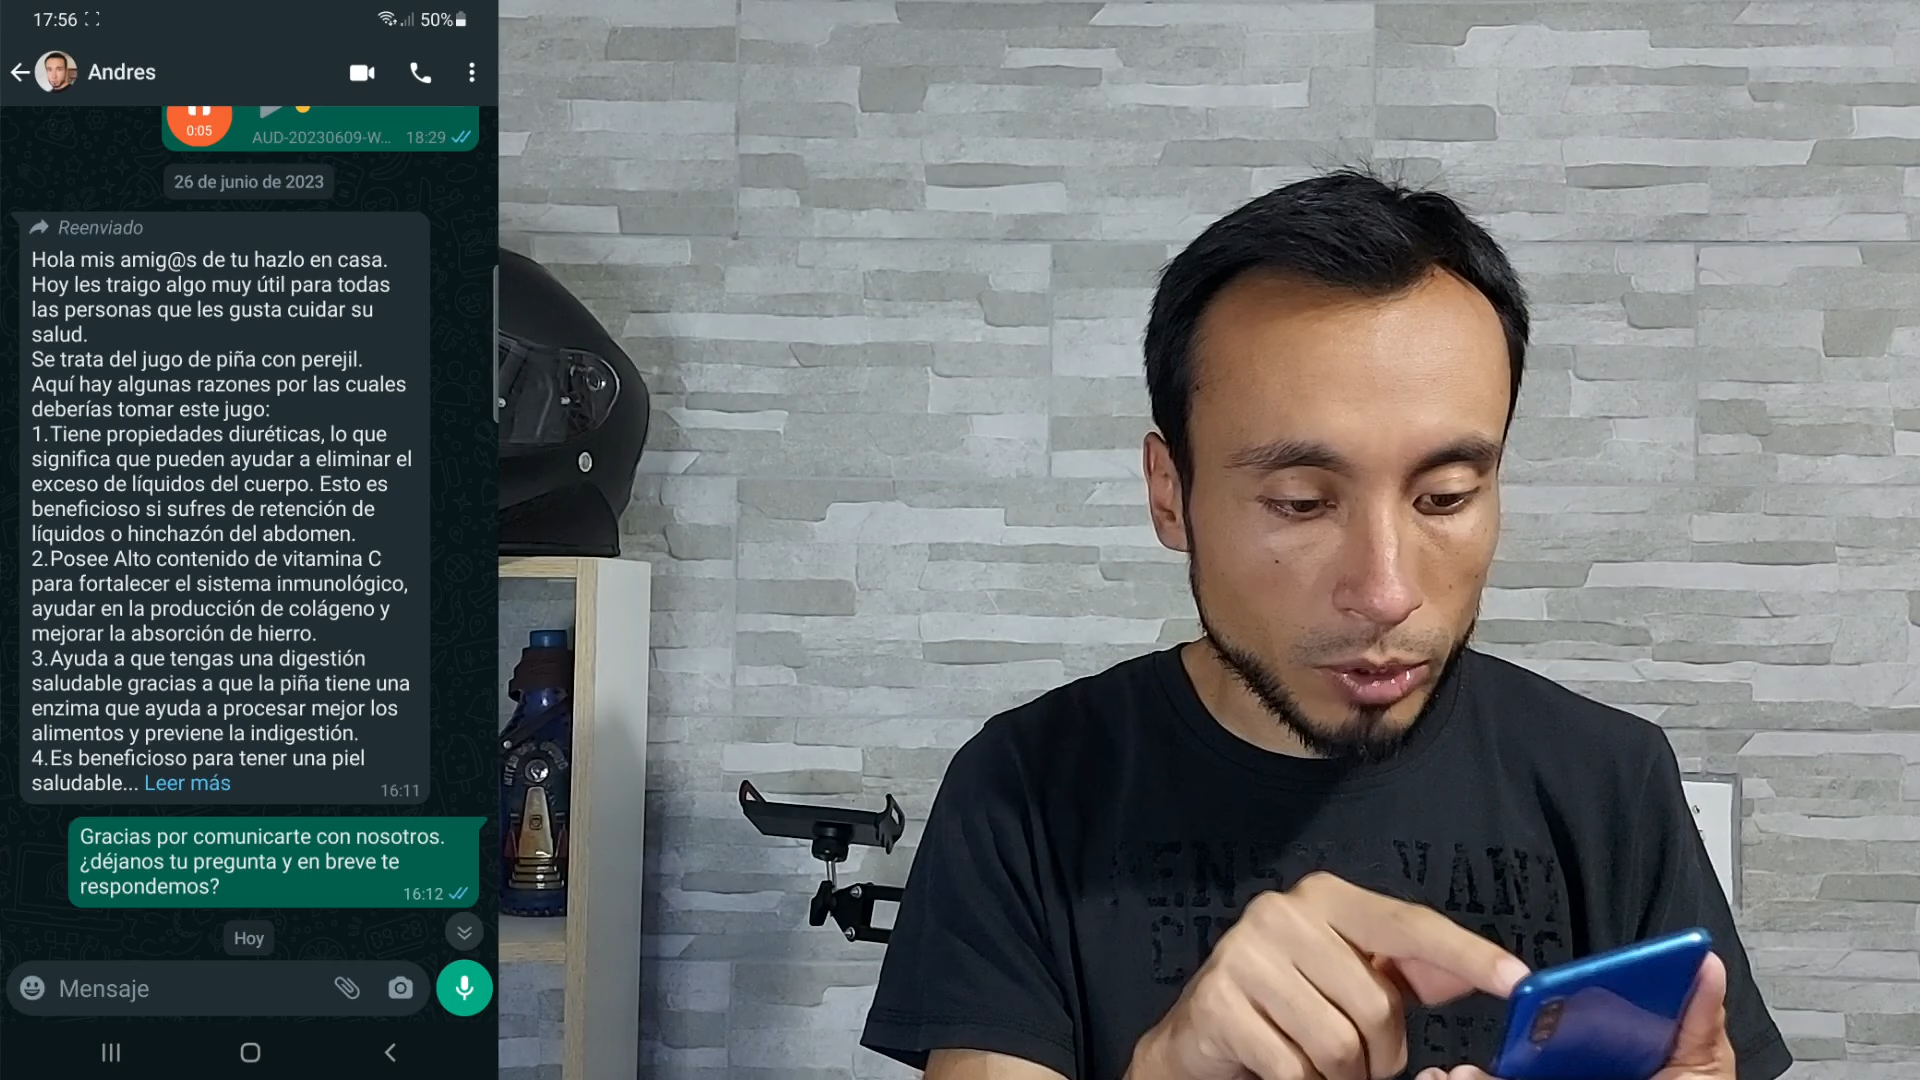 17:56
50%
Andres
0:05
AUD-20230609-W...
18:29
26 de junio de 2023
Reenviado
Hola mis amig@s de tu hazlo en casa.
Hoy les traigo algo muy útil para todas
las personas que les gusta cuidar su
salud.
Se trata del jugo de piña con perejil.
Aquí hay algunas razones por las cuales
deberías tomar este jugo:
1.Tiene propiedades diuréticas, lo que
significa que pueden ayudar a eliminar el
exceso de líquidos del cuerpo. Esto es
beneficioso si sufres de retención de
líquidos o hinchazón del abdomen.
2.Posee Alto contenido de vitamina C
para fortalecer el sistema inmunológico,
ayudar en la producción de colágeno y
mejorar la absorción de hierro.
3.Ayuda a que tengas una digestión
saludable gracias a que la piña tiene una
enzima que ayuda a procesar mejor los
alimentos y previene la indigestión.
4.Es beneficioso para tener una piel
saludable... Leer más
16:11
Gracias por comunicarte con nosotros.
¿déjanos tu pregunta y en breve te
respondemos?
16:12
Hoy
Mensaje